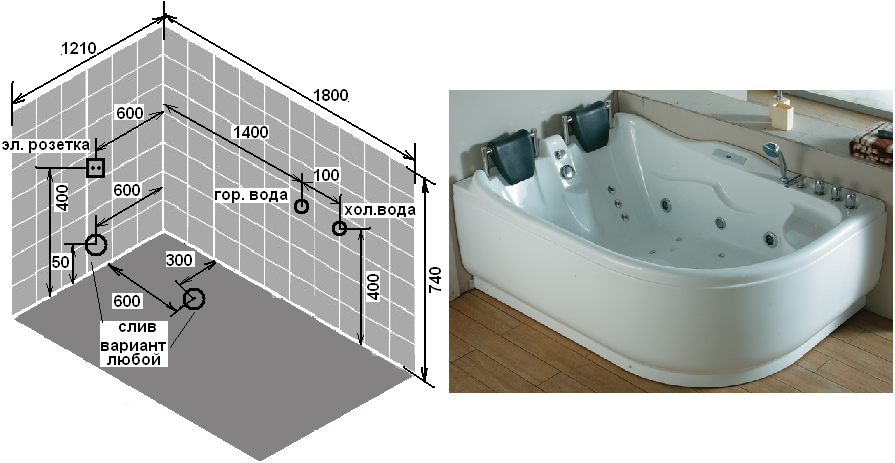 1210
1800
600
1400
эл. розетка
100
400
600
гор. вода
хол.вода
50
300
400
740
600
слив
вариант
любой